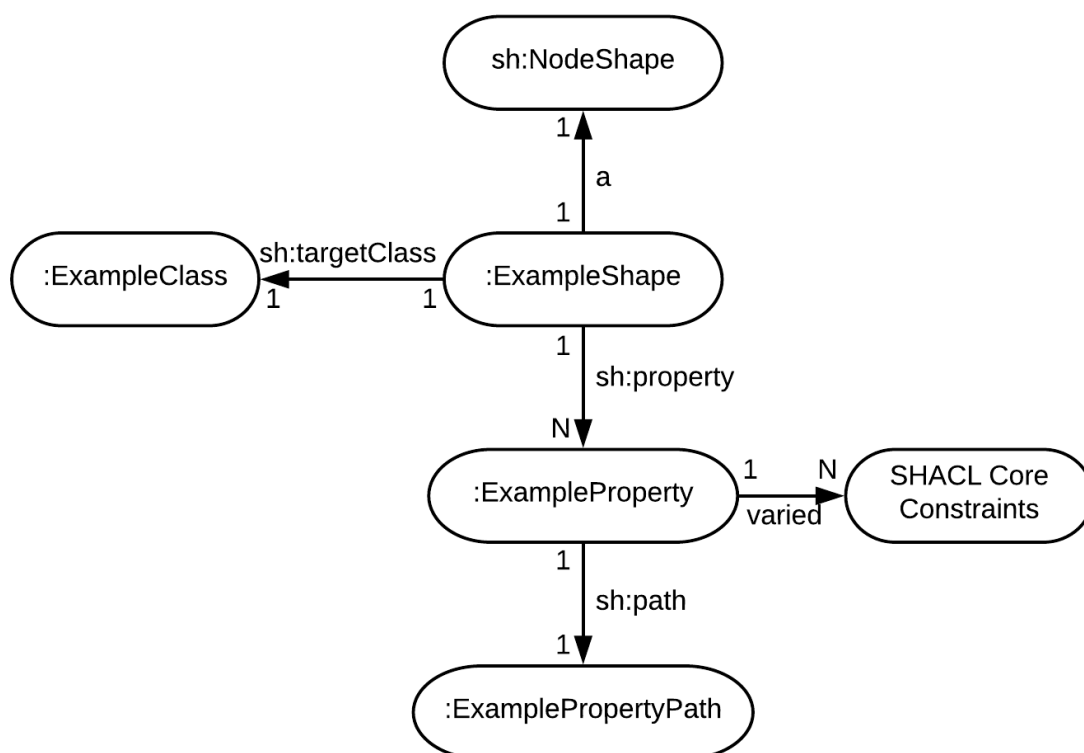 sh:NodeShape
1
a
1
:ExampleClass
sh:targetClass
1
1
:ExampleShape
1
sh:property
N
:ExampleProperty
1
N
varied
SHACL Core
Constraints
1
sh:path
1
:ExamplePropertyPath